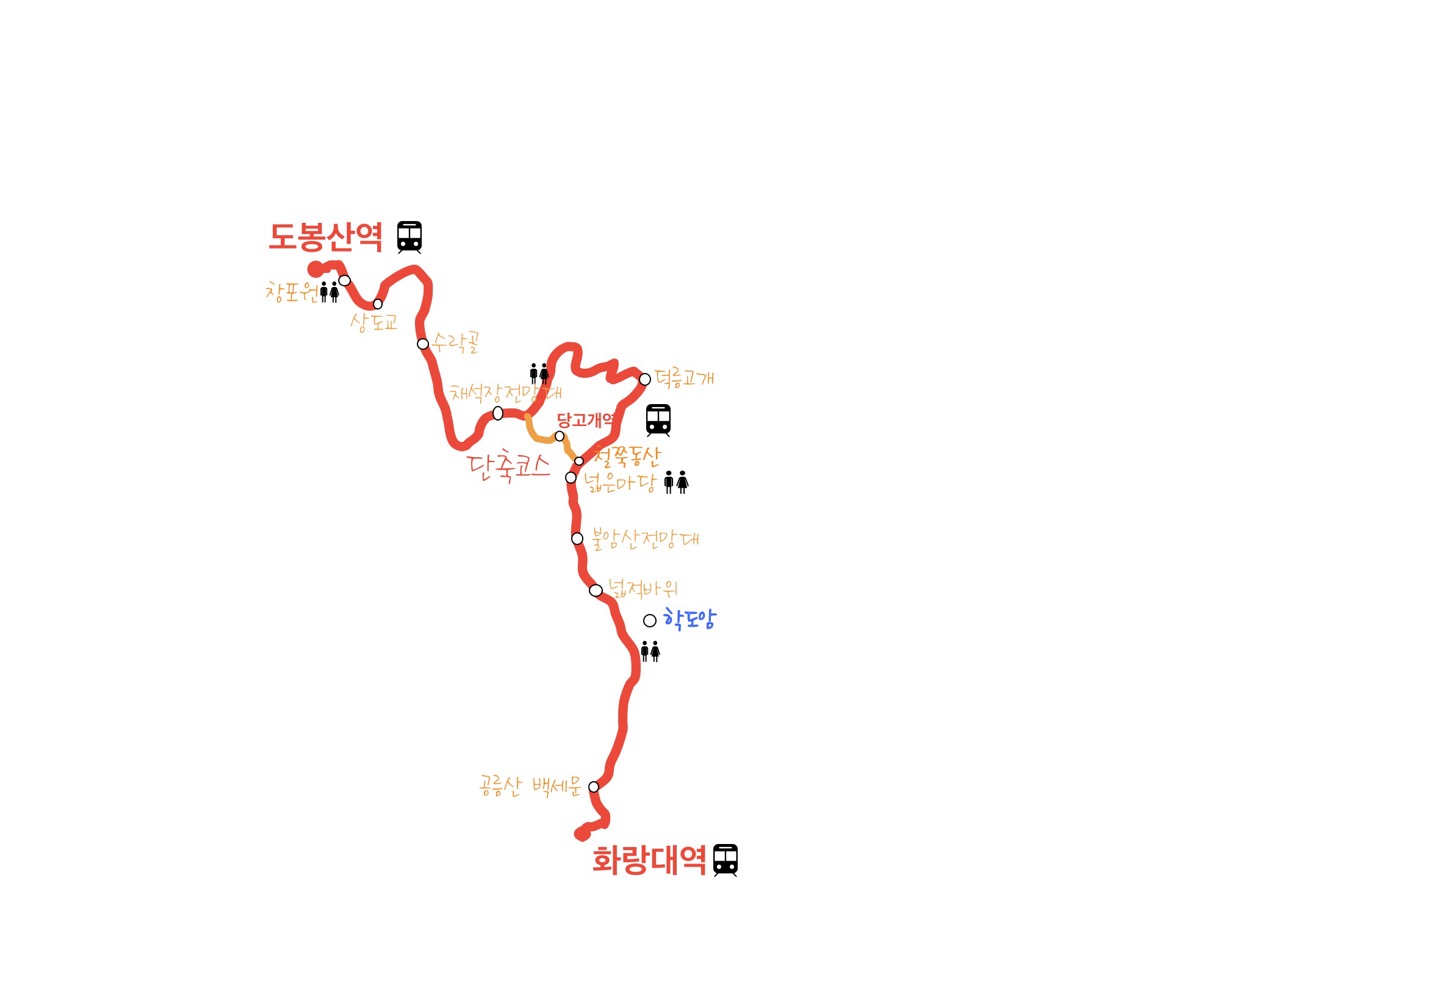 도봉산역
창포원
상도교
수락골
덕릉고개
채석장전망대
당고개역
단축코스
철쭉동산
넓은마당
불암산전망대
넓적바위
학도암
공릉산 백세문
화랑대역